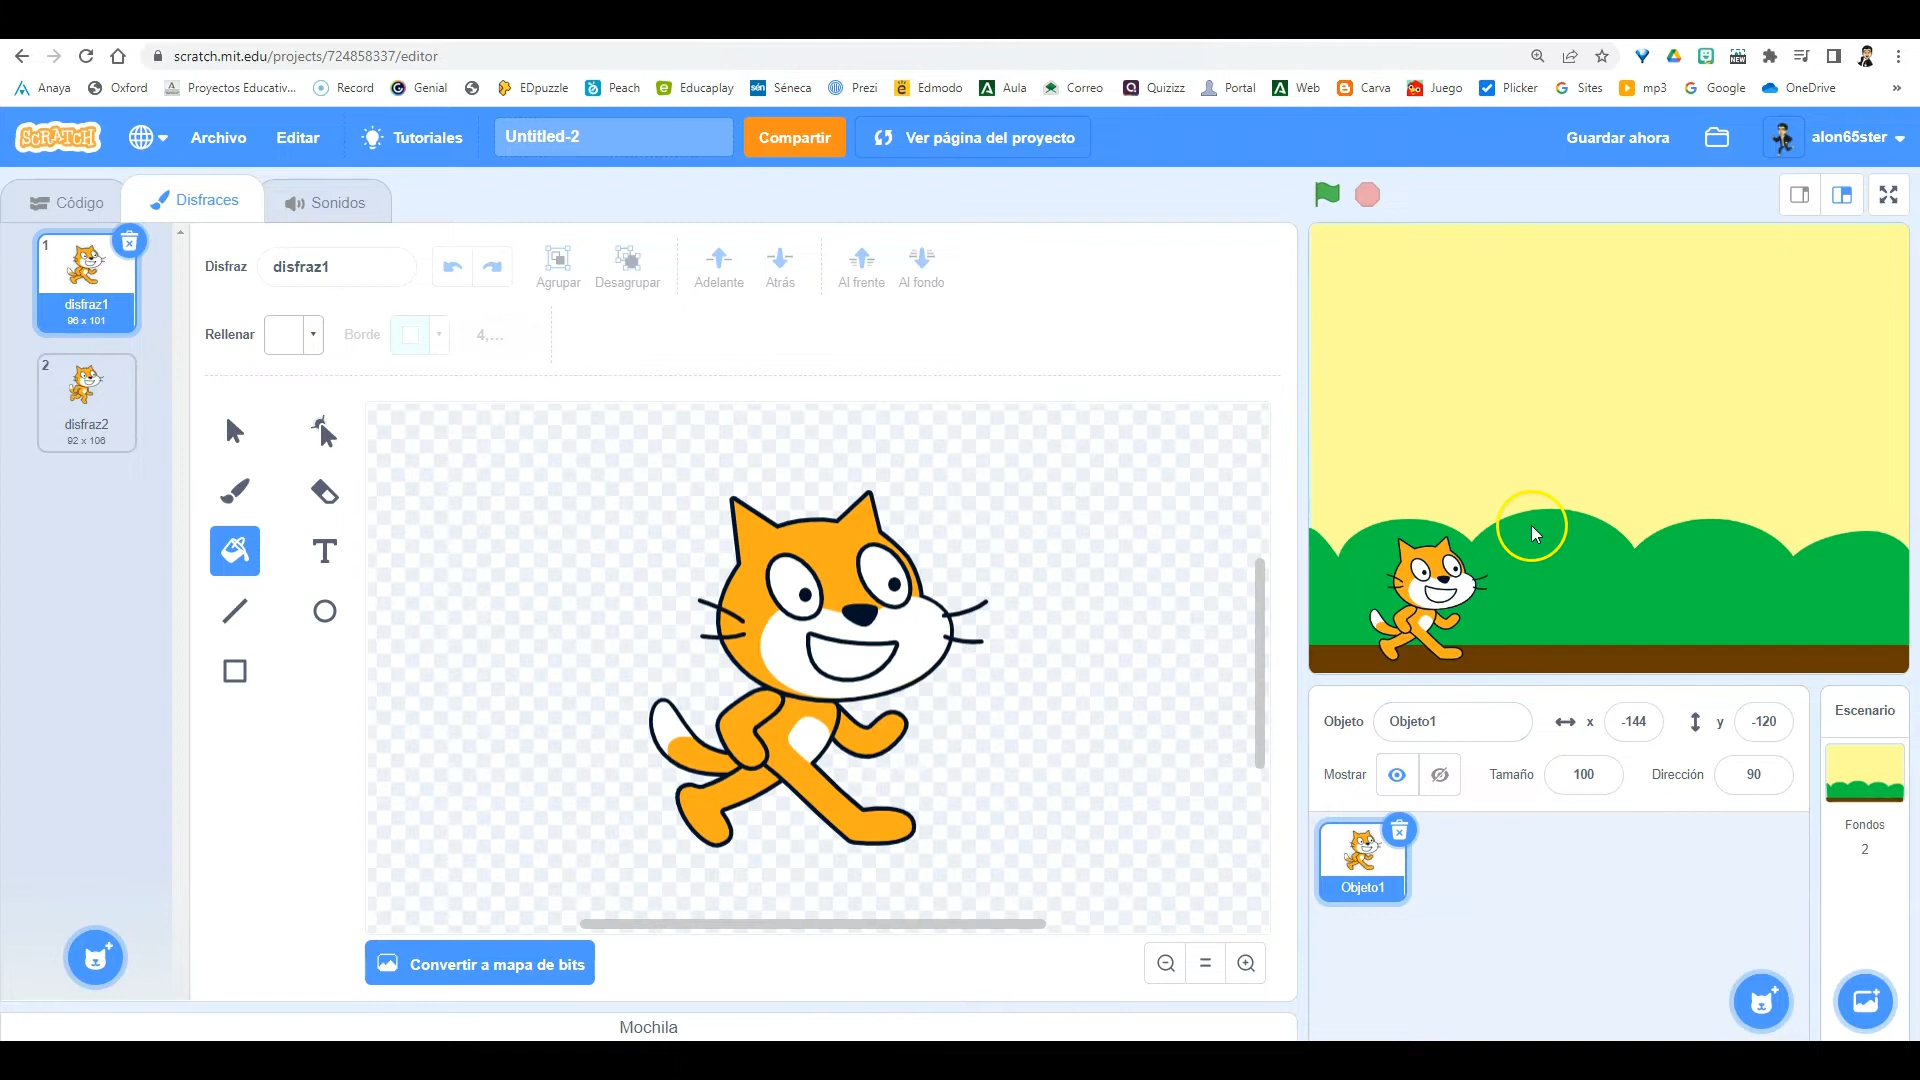 scratch.mit.edu/projects/724858337/editor
NEW
Anaya Oxford Proyectos Educativ... Record Genial EDpuzzle Peach Educaplay Séneca Prezi Edmodo Aula Correo Quizizz Portal Web Carva Juego Plicker Sites mp3 Google OneDrive »
SCRATCH Archivo Editar Tutoriales Untitled-2 Compartir Ver página del proyecto Guardar ahora alon65ster
Código Disfraces Sonidos
1
disfraz1
96 x 101
2
disfraz2
92 x 106
Disfraz disfraz1 Agrupar Desagrupar Adelante Atrás Al frente Al fondo
Rellenar Borde 4,...
T
Convertir a mapa de bits
Mochila
Objeto Objeto1 x -144 y -120
Mostrar Tamaño 100 Dirección 90
Objeto1
Escenario
Fondos
2